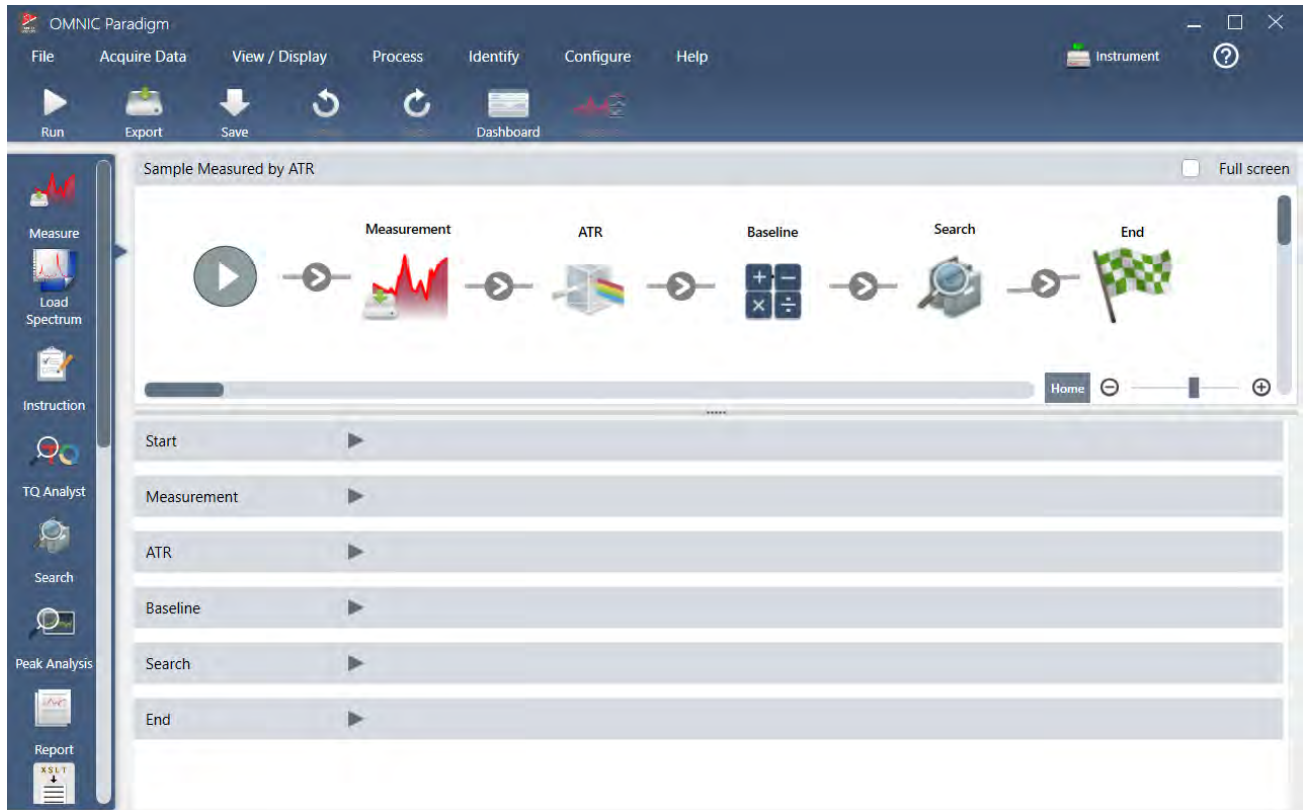 OMNIC Paradigm
File Acquire Data View / Display Process Identify Configure Help Instrument
Run Export Save Dashboard
Sample Measured by ATR Full screen
Measurement ATR Baseline Search End
Home
Measure
Load
Spectrum
Instruction
TQ Analyst
Search
Peak Analysis
Report
XSLT
Start
Measurement
ATR
Baseline
Search
End